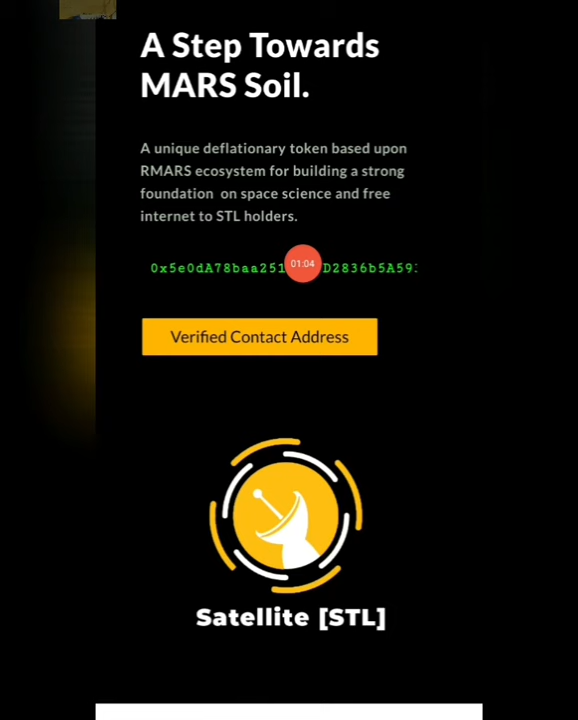 A Step Towards
MARS Soil.
A unique deflationary token based upon
RMARS ecosystem for building a strong
foundation on space science and free
internet to STL holders.
0x5e0dA78baa251
01:04
D2836b5A59
Verified Contact Address
Satellite [STL]